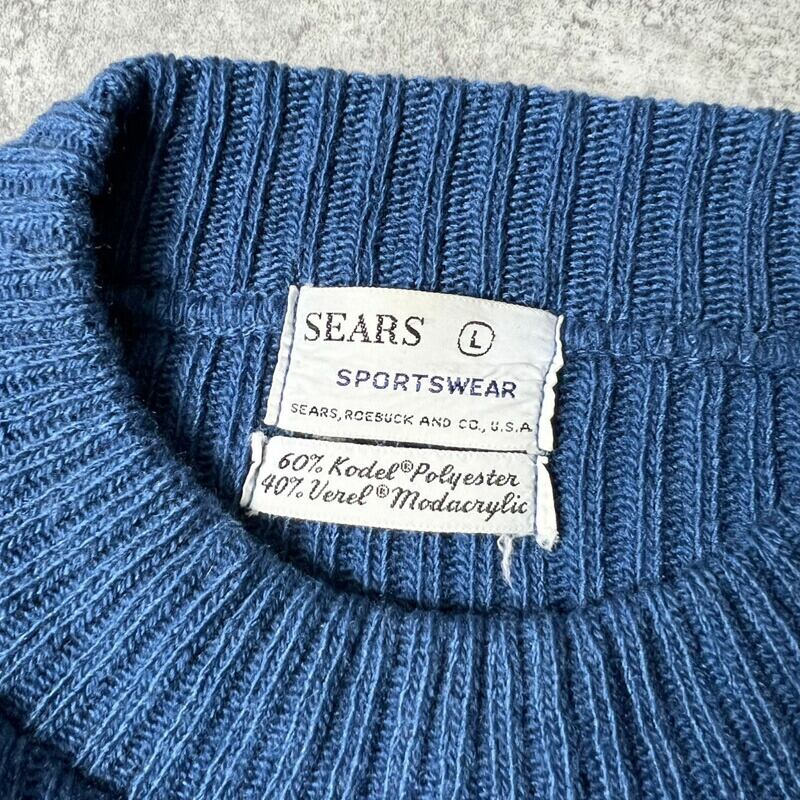 SEARS L
SPORTSWEAR
SEARS, ROEBUCK AND CO., U.S.A.
60% Kodel®Polyester
40% Verel®Modacrylic